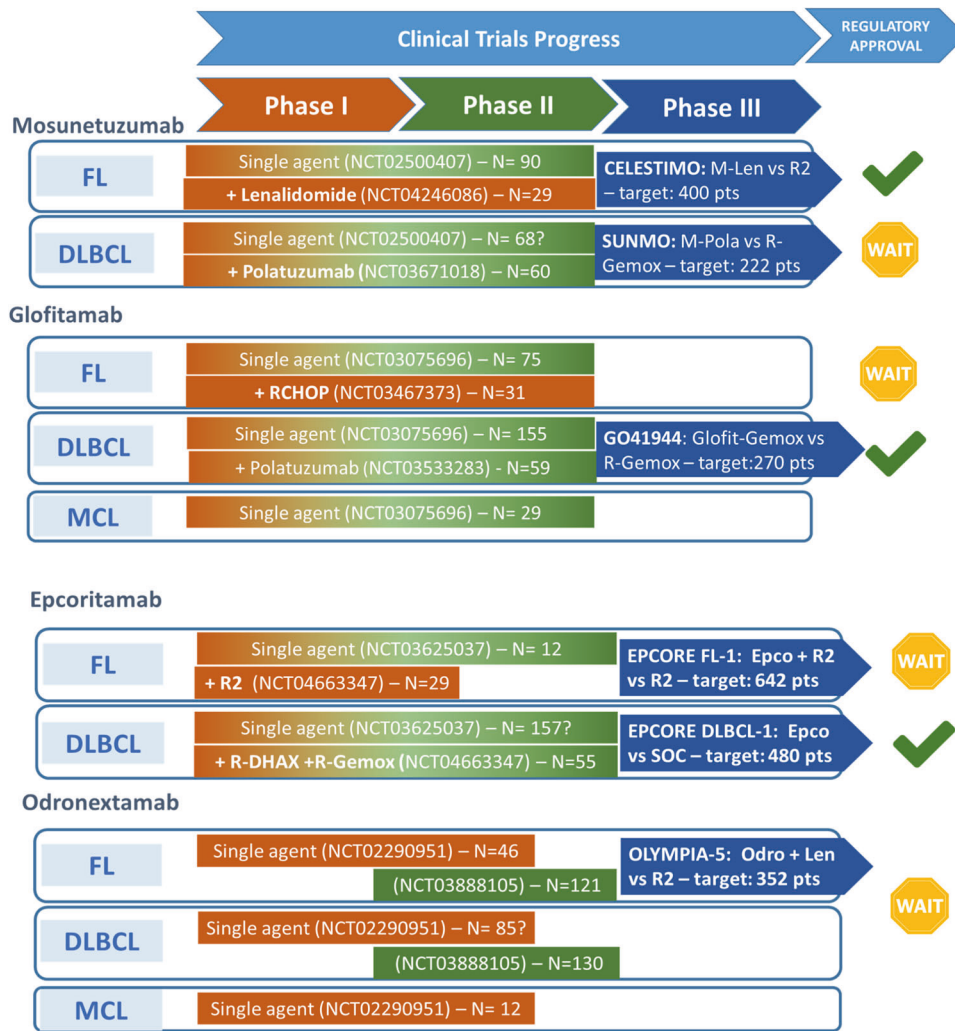 Clinical Trials Progress
REGULATORY
APPROVAL
Phase I
Phase II
Phase III
Mosunetuzumab
FL
Single agent (NCT02500407) – N= 90
+ Lenalidomide (NCT04246086) – N=29
CELESTIMO: M-Len vs R2
– target: 400 pts
DLBCL
Single agent (NCT02500407) – N= 68?
+ Polatuzumab (NCT03671018) – N=60
SUNMO: M-Pola vs R-
Gemox – target: 222 pts
WAIT
Glofitamab
FL
Single agent (NCT03075696) – N= 75
+ RCHOP (NCT03467373) – N=31
WAIT
DLBCL
Single agent (NCT03075696) – N= 155
+ Polatuzumab (NCT03533283) - N=59
GO41944: Glofit-Gemox vs
R-Gemox – target:270 pts
MCL
Single agent (NCT03075696) – N= 29
Epcoritamab
FL
Single agent (NCT03625037) – N= 12
+ R2 (NCT04663347) – N=29
EPCORE FL-1: Epco + R2
vs R2 – target: 642 pts
WAIT
DLBCL
Single agent (NCT03625037) – N= 157?
+ R-DHAX +R-Gemox (NCT04663347) – N=55
EPCORE DLBCL-1: Epco
vs SOC – target: 480 pts
Odronextamab
FL
Single agent (NCT02290951) – N=46
(NCT03888105) – N=121
OLYMPIA-5: Odro + Len
vs R2 – target: 352 pts
WAIT
DLBCL
Single agent (NCT02290951) – N= 85?
(NCT03888105) – N=130
MCL
Single agent (NCT02290951) – N= 12